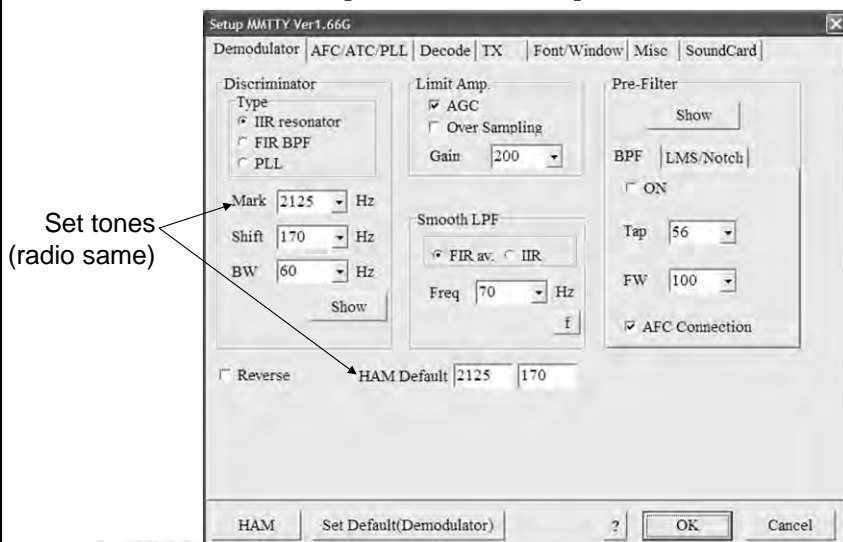 Setup MMTTY Ver1.66G
Demodulator AFC/ATC/PLL Decode TX Font/Window Misc SoundCard
Discriminator
Type
IIR resonator
FIR BPF
PLL
Mark 2125 Hz
Shift 170 Hz
BW 60 Hz
Show
Limit Amp.
AGC
Over Sampling
Gain 200
Smooth LPF
FIR av. IIR
Freq 70 Hz
f
Pre-Filter
Show
BPF LMS/Notch
ON
Tap 56
FW 100
AFC Connection
Set tones
(radio same)
Reverse HAM Default 2125 170
HAM Set Default(Demodulator) ? OK Cancel